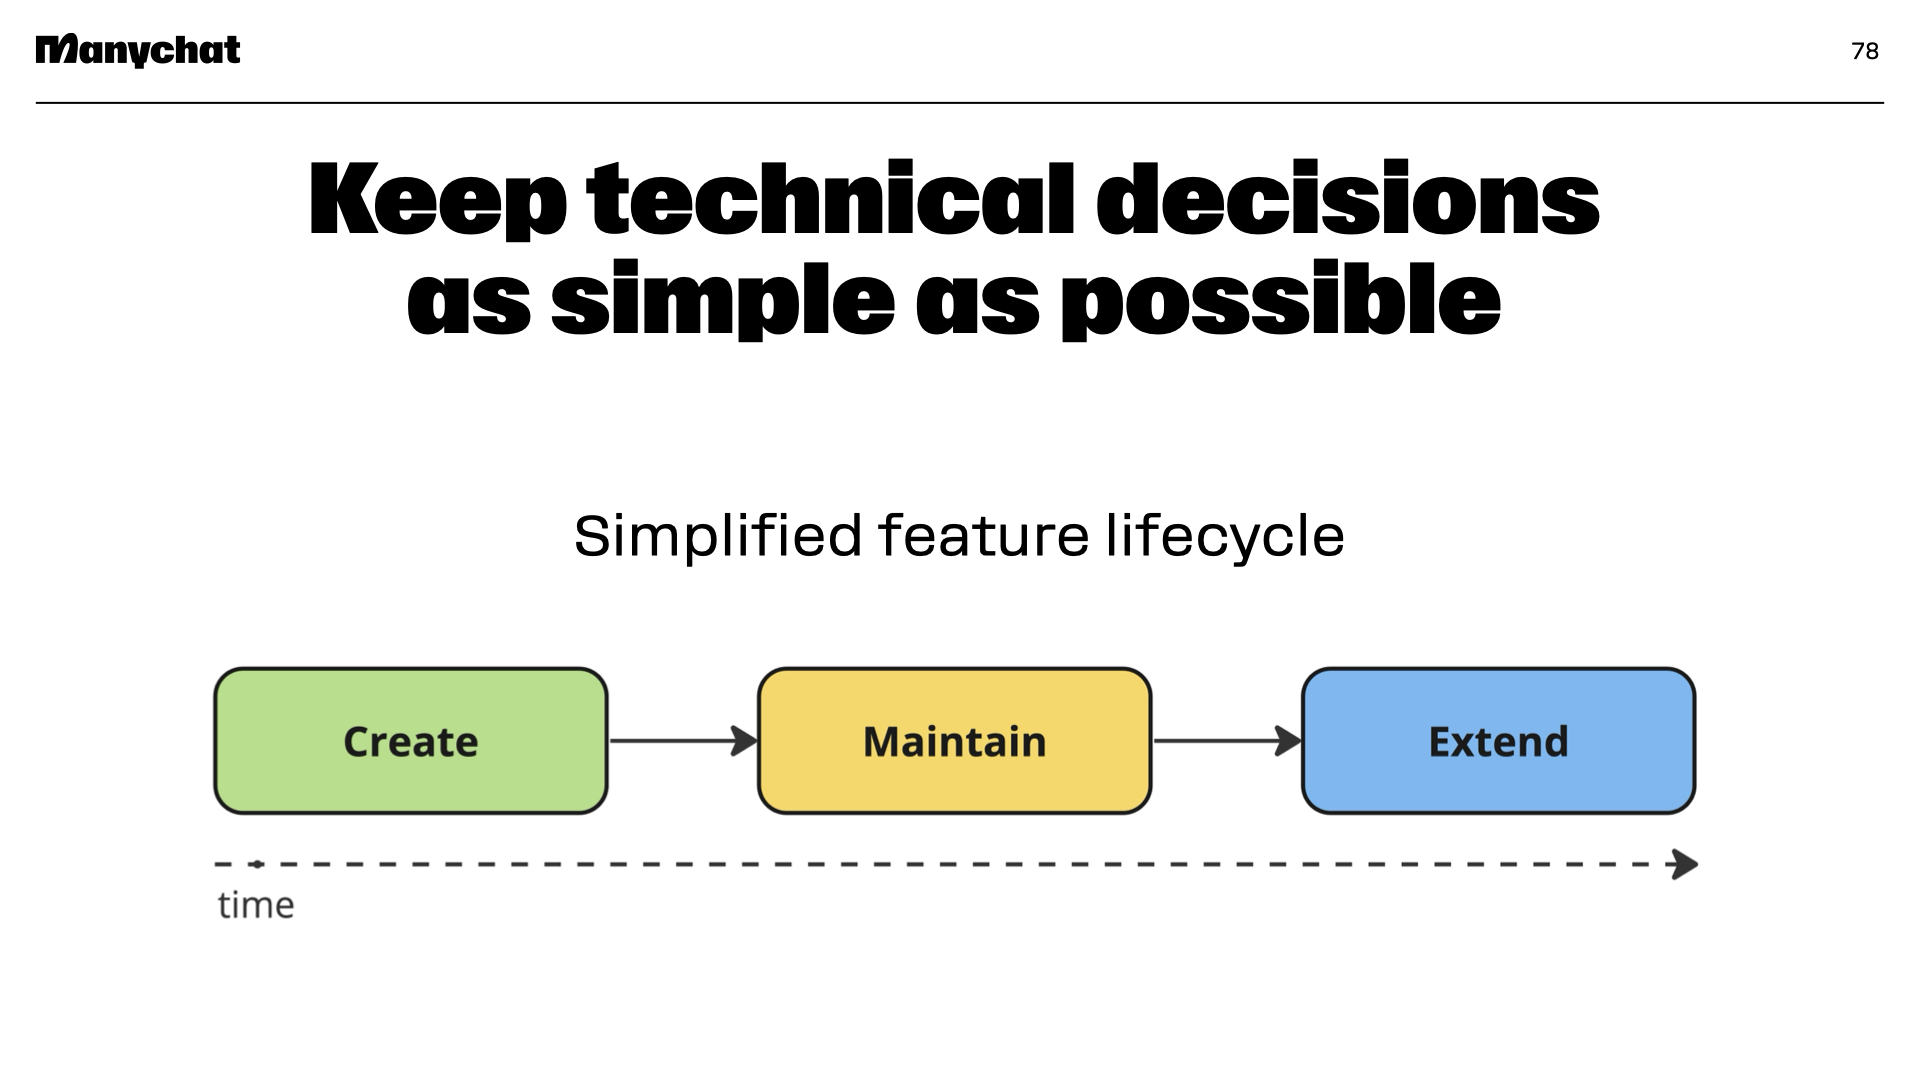 Manychat
78
Keep technical decisions
as simple as possible
Simplified feature lifecycle
Create
Maintain
Extend
time